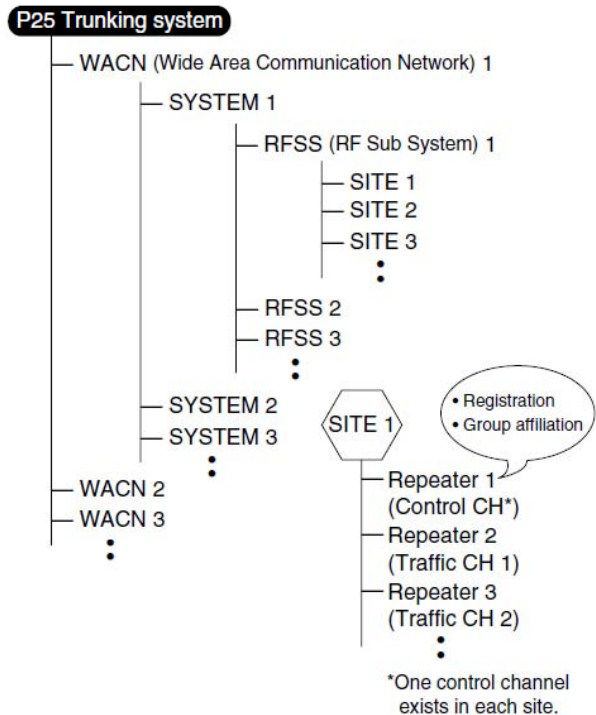 P25 Trunking system
WACN (Wide Area Communication Network) 1
SYSTEM 1
RFSS (RF Sub System) 1
SITE 1
SITE 2
SITE 3
RFSS 2
RFSS 3
SYSTEM 2
SYSTEM 3
WACN 2
WACN 3
SITE 1
• Registration
• Group affiliation
Repeater 1
(Control CH*)
Repeater 2
(Traffic CH 1)
Repeater 3
(Traffic CH 2)
*One control channel
exists in each site.